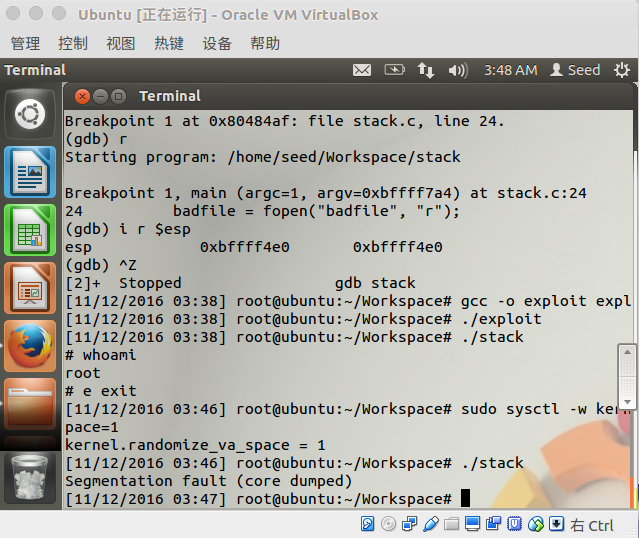 Ubuntu [正在运行] - Oracle VM VirtualBox
管理 控制 视图 热键 设备 帮助
Terminal 3:48 AM Seed
Terminal
Breakpoint 1 at 0x80484af: file stack.c, line 24.
(gdb) r
Starting program: /home/seed/Workspace/stack
Breakpoint 1, main (argc=1, argv=0xbffff7a4) at stack.c:24
24 badfile = fopen("badfile", "r");
(gdb) i r $esp
esp 0xbffff4e0 0xbffff4e0
(gdb) ^Z
[2]+ Stopped gdb stack
[11/12/2016 03:38] root@ubuntu:~/Workspace# gcc -o exploit expl
[11/12/2016 03:38] root@ubuntu:~/Workspace# ./exploit
[11/12/2016 03:38] root@ubuntu:~/Workspace# ./stack
# whoami
root
# e exit
[11/12/2016 03:46] root@ubuntu:~/Workspace# sudo sysctl -w kern
pace=1
kernel.randomize_va_space = 1
[11/12/2016 03:46] root@ubuntu:~/Workspace# ./stack
Segmentation fault (core dumped)
[11/12/2016 03:47] root@ubuntu:~/Workspace#
右 Ctrl